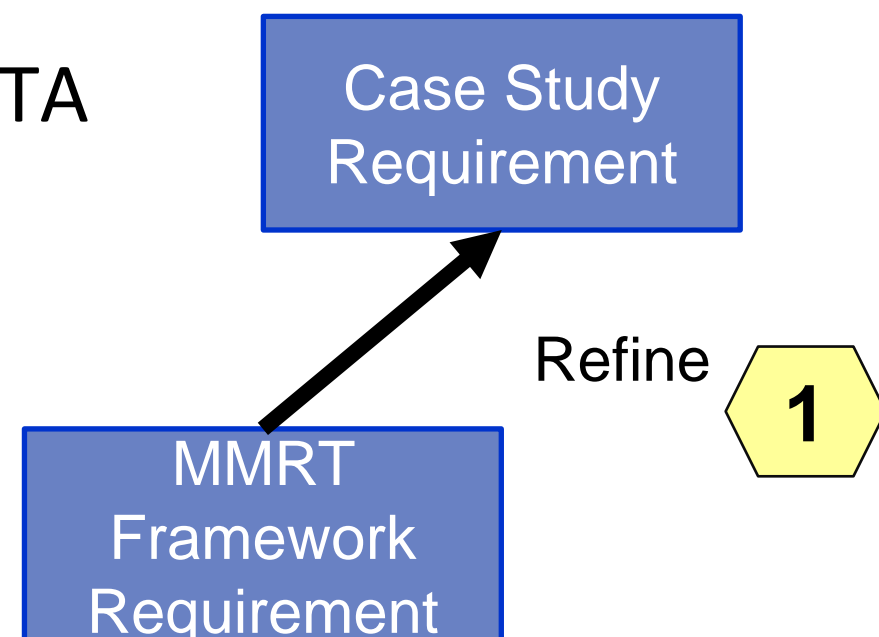 TA
Case Study
Requirement
Refine
1
MMRT
Framework
Requirement